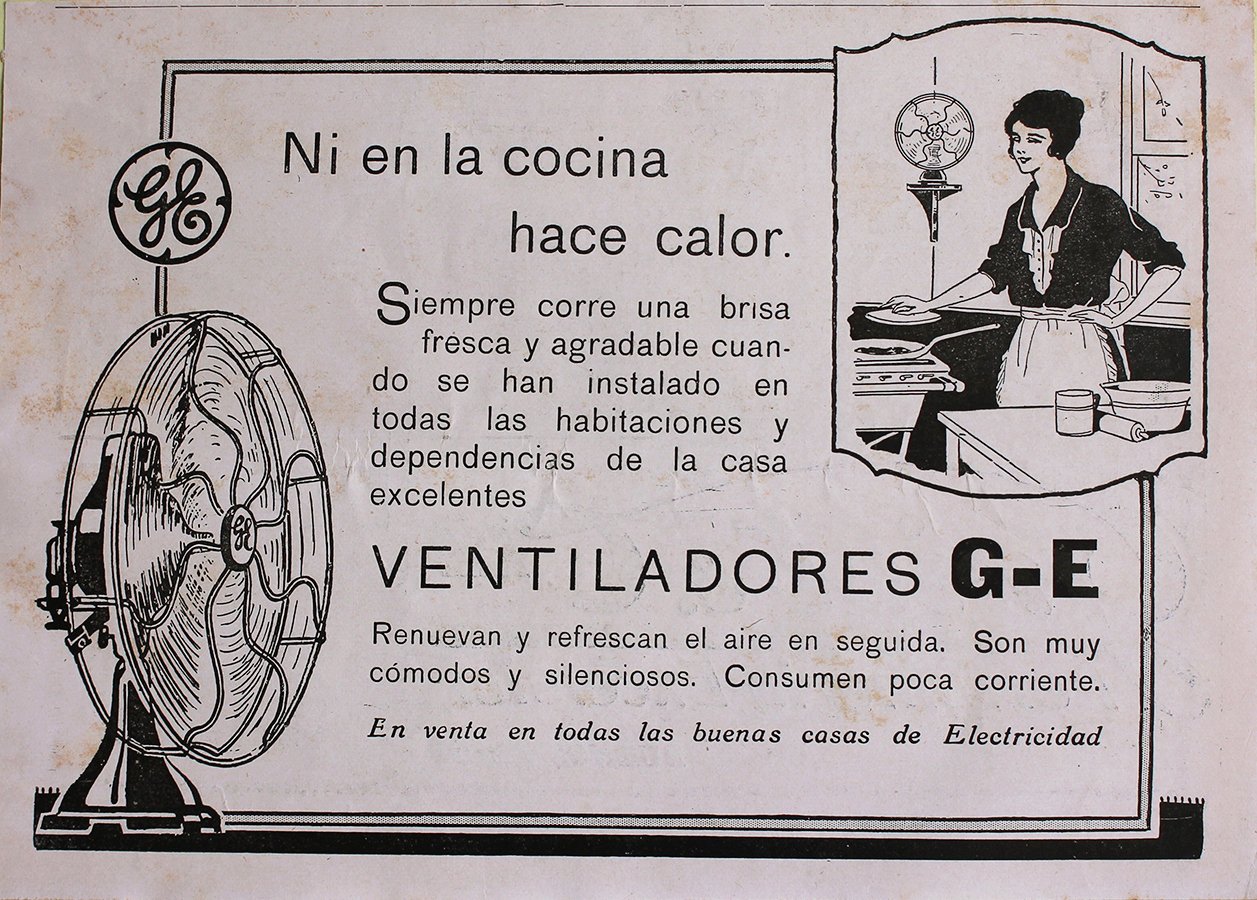 GE
Ni en la cocina
hace calor.
Siempre corre una brisa
fresca y agradable cuan-
do se han instalado en
todas las habitaciones y
dependencias de la casa
excelentes
GE
VENTILADORES G-E
Renuevan y refrescan el aire en seguida. Son muy
cómodos y silenciosos. Consumen poca corriente.
En venta en todas las buenas casas de Electricidad